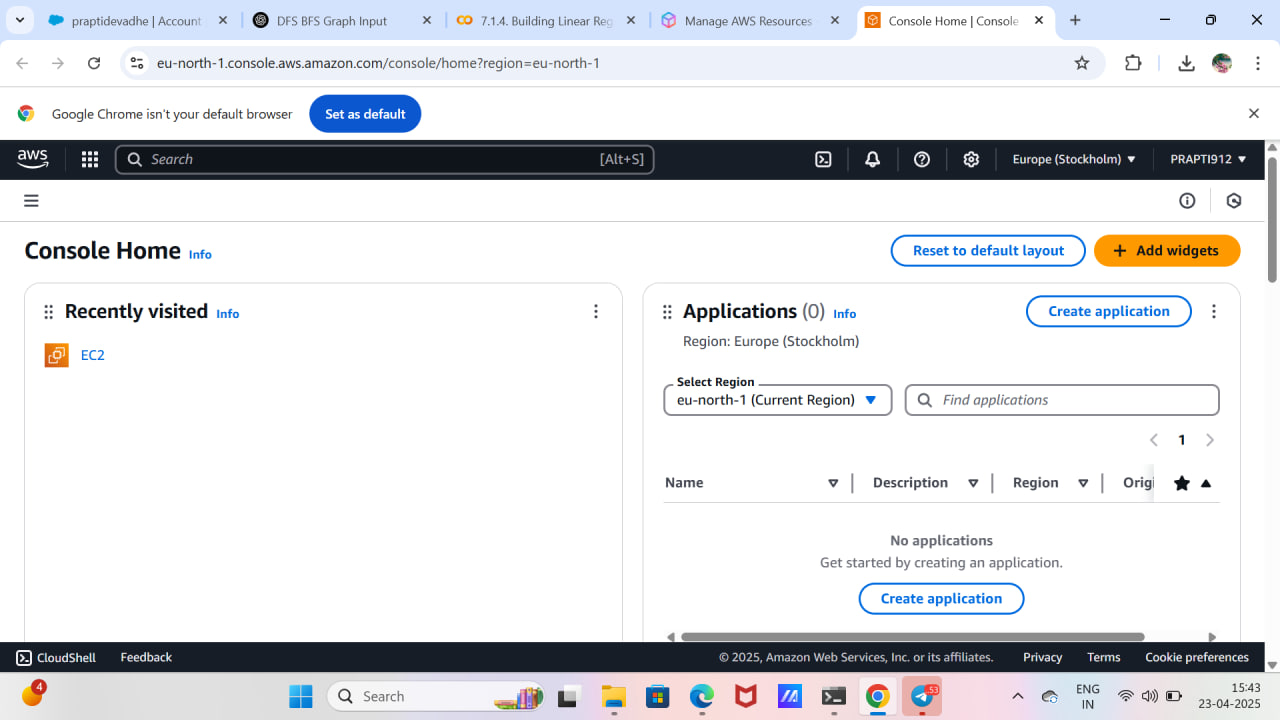 praptidevadhe | Account
DFS BFS Graph Input
7.1.4. Building Linear Reg
Manage AWS Resources
Console Home | Console
eu-north-1.console.aws.amazon.com/console/home?region=eu-north-1
Google Chrome isn't your default browser
Set as default
aws
Search
[Alt+S]
Europe (Stockholm)
PRAPTI912
Console Home Info
Reset to default layout
Add widgets
Recently visited Info
EC2
Applications (0) Info
Create application
Region: Europe (Stockholm)
Select Region
eu-north-1 (Current Region)
Find applications
1
Name
Description
Region
Origi
No applications
Get started by creating an application.
Create application
CloudShell
Feedback
© 2025, Amazon Web Services, Inc. or its affiliates.
Privacy
Terms
Cookie preferences
4
Search
53
ENG
IN
15:43
23-04-2025